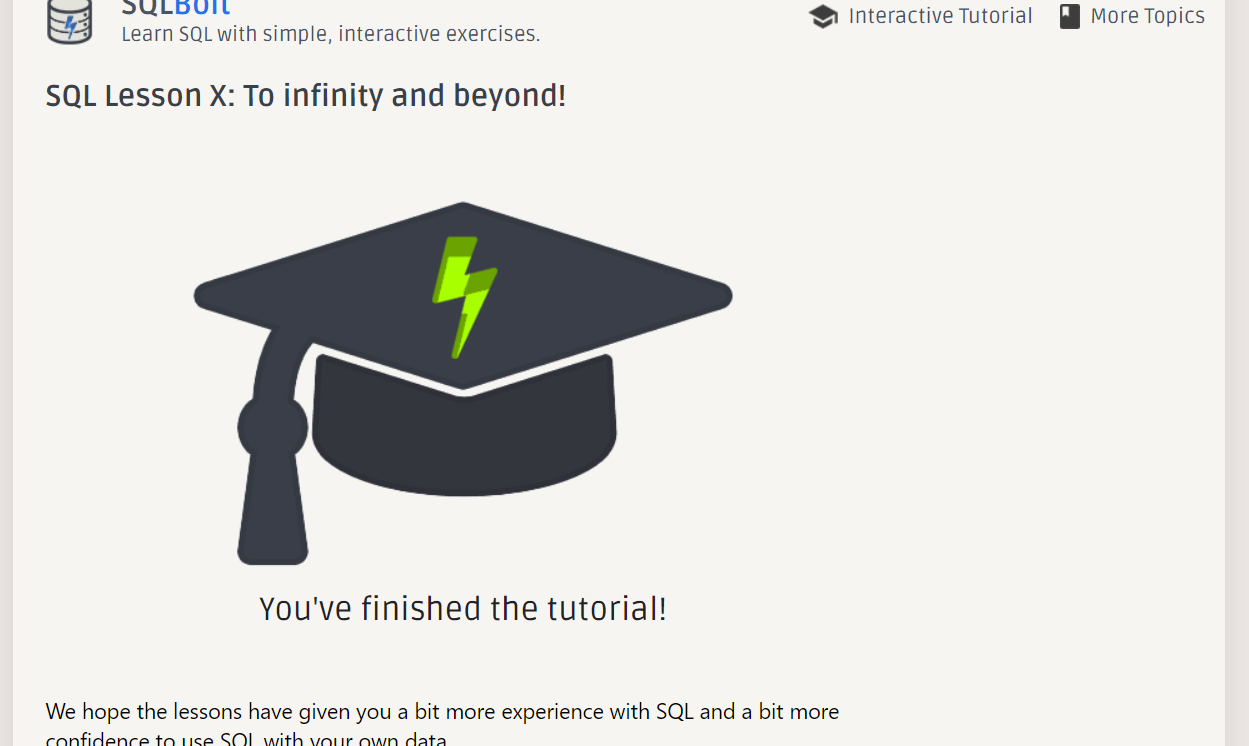 SQLBolt
Learn SQL with simple, interactive exercises.
Interactive Tutorial
More Topics
SQL Lesson X: To infinity and beyond!
You've finished the tutorial!
We hope the lessons have given you a bit more experience with SQL and a bit more
confidence to use SQL with your own data.